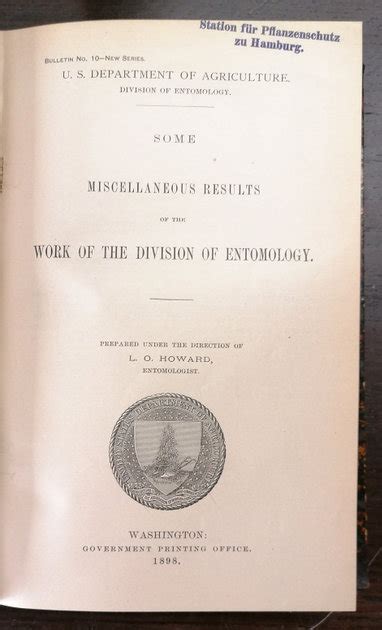 Station für Pflanzenschutz
zu Hamburg.
BULLETIN NO. 10—NEW SERIES.
U. S. DEPARTMENT OF AGRICULTURE.
DIVISION OF ENTOMOLOGY.
SOME
MISCELLANEOUS RESULTS
OF THE
WORK OF THE DIVISION OF ENTOMOLOGY.
PREPARED UNDER THE DIRECTION OF
L. O. HOWARD,
ENTOMOLOGIST.
WASHINGTON:
GOVERNMENT PRINTING OFFICE.
1898.